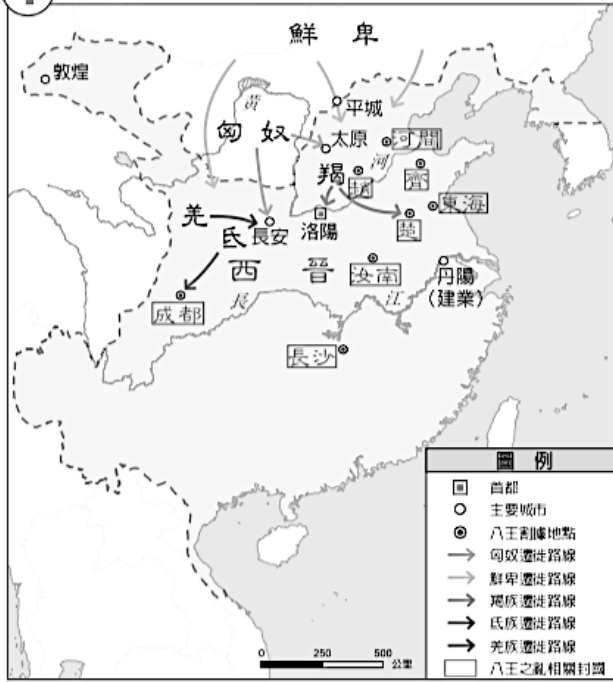 鮮 卑
敦煌
黃
平城
匈 奴
太原
河間
河
羯
趙
齊
東海
羌
氐
長安
洛陽
楚
西 晉
汝南
丹陽
(建業)
成都
長
江
長沙
圖 例
首都
主要城市
八王割據地點
匈奴遷徙路線
鮮卑遷徙路線
羯族遷徙路線
氐族遷徙路線
羌族遷徙路線
八王之亂相關封國
0 250 500 公里